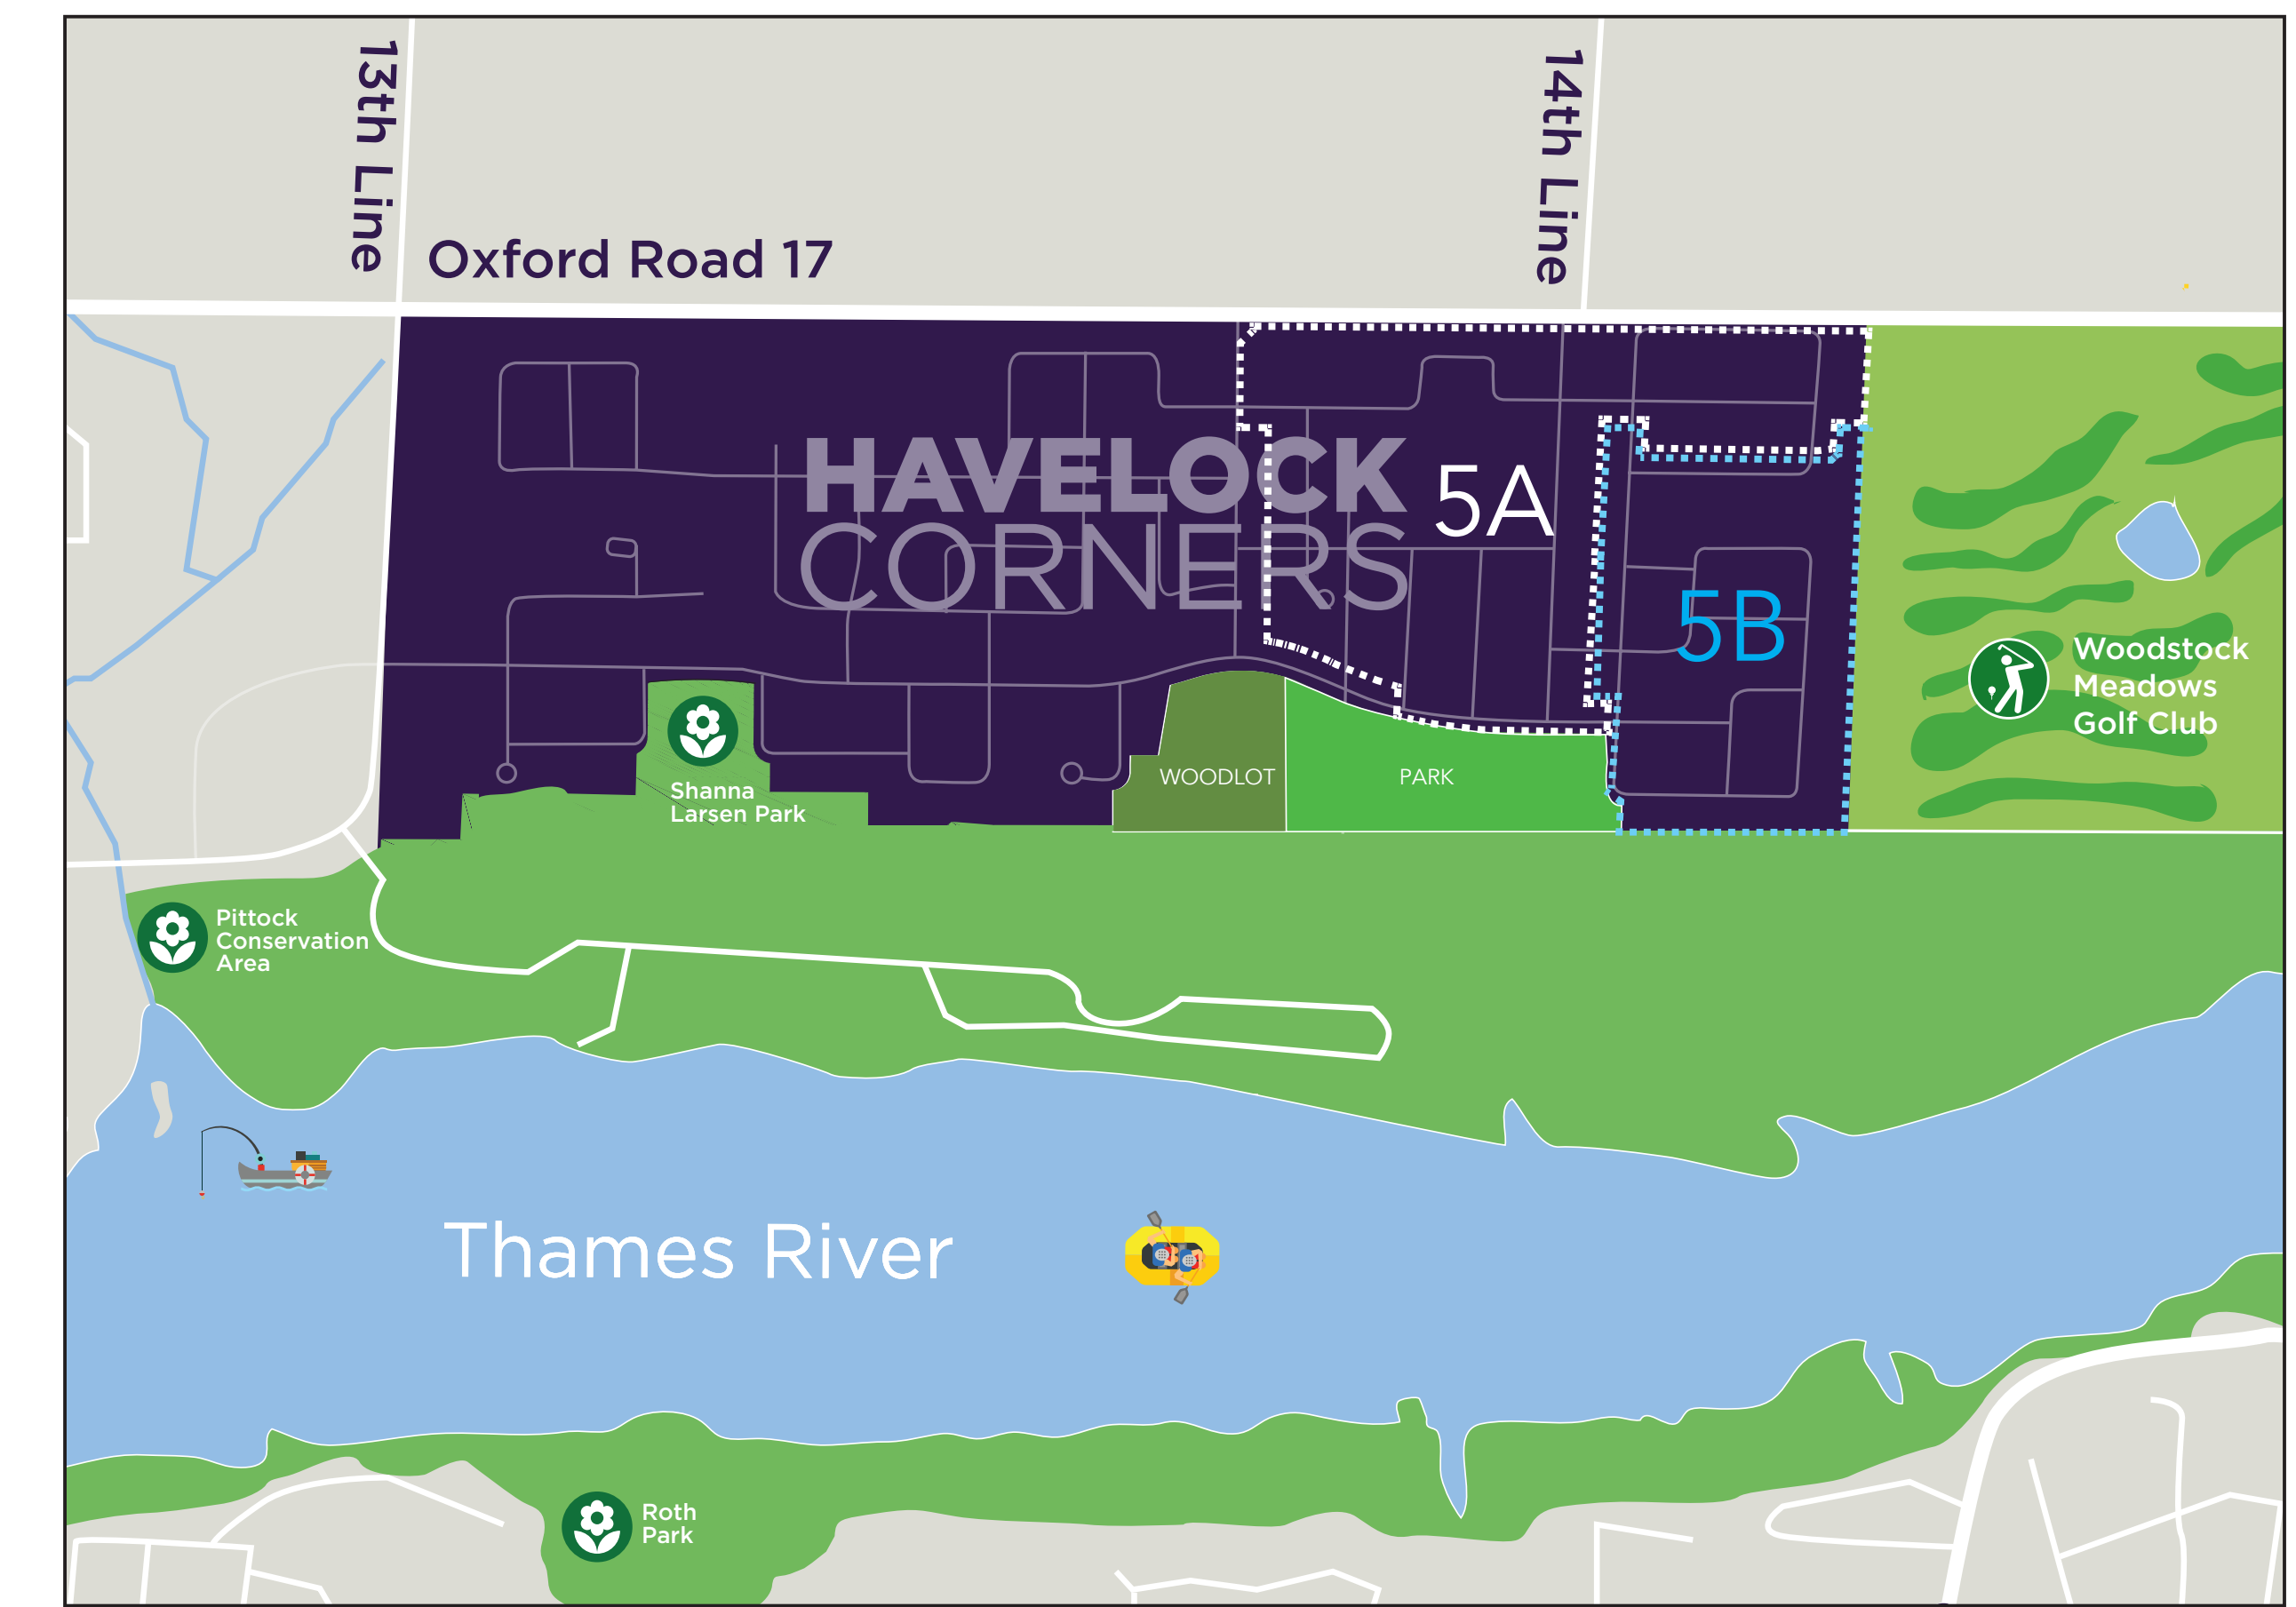 13th Line
14th Line
Oxford Road 17
HAVELOCK
CORNERS
5A
5B
Woodstock
Meadows
Golf Club
WOODLOT
PARK
Shanna
Larsen Park
Pittock
Conservation
Area
Thames River
Roth
Park